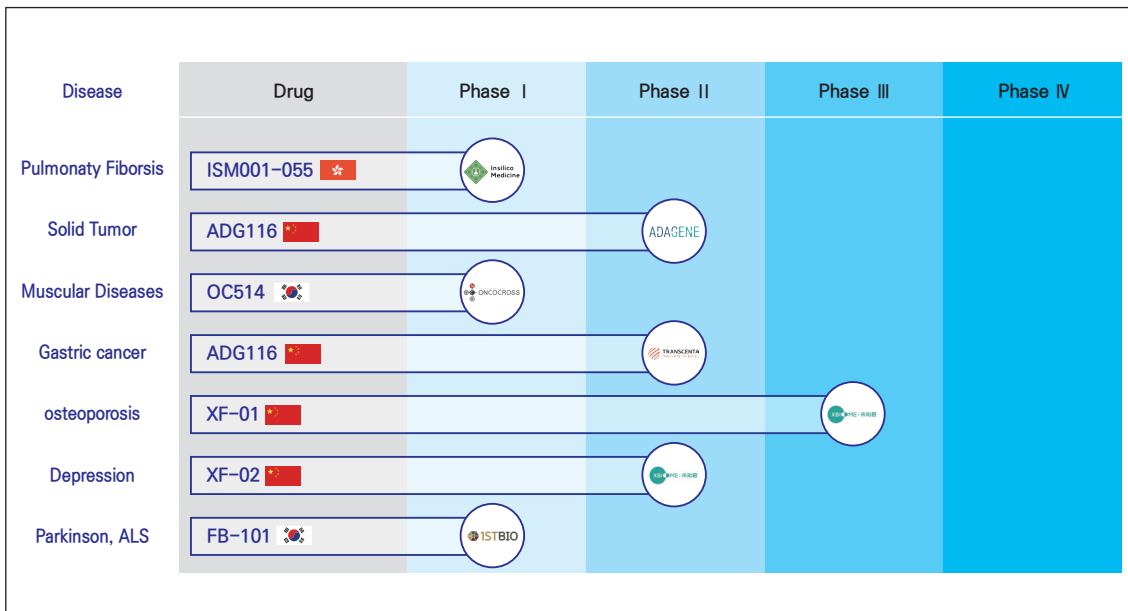 Disease Drug Phase Ⅰ Phase Ⅱ Phase Ⅲ Phase Ⅳ
Pulmonaty Fiborsis ISM001-055 Insilico
Medicine
Solid Tumor ADG116 ADAGENE
Muscular Diseases OC514 ONCOCROSS
Gastric cancer ADG116 TRANSCENTA
osteoporosis XF-01
Depression XF-02
Parkinson, ALS FB-101 1STBIO